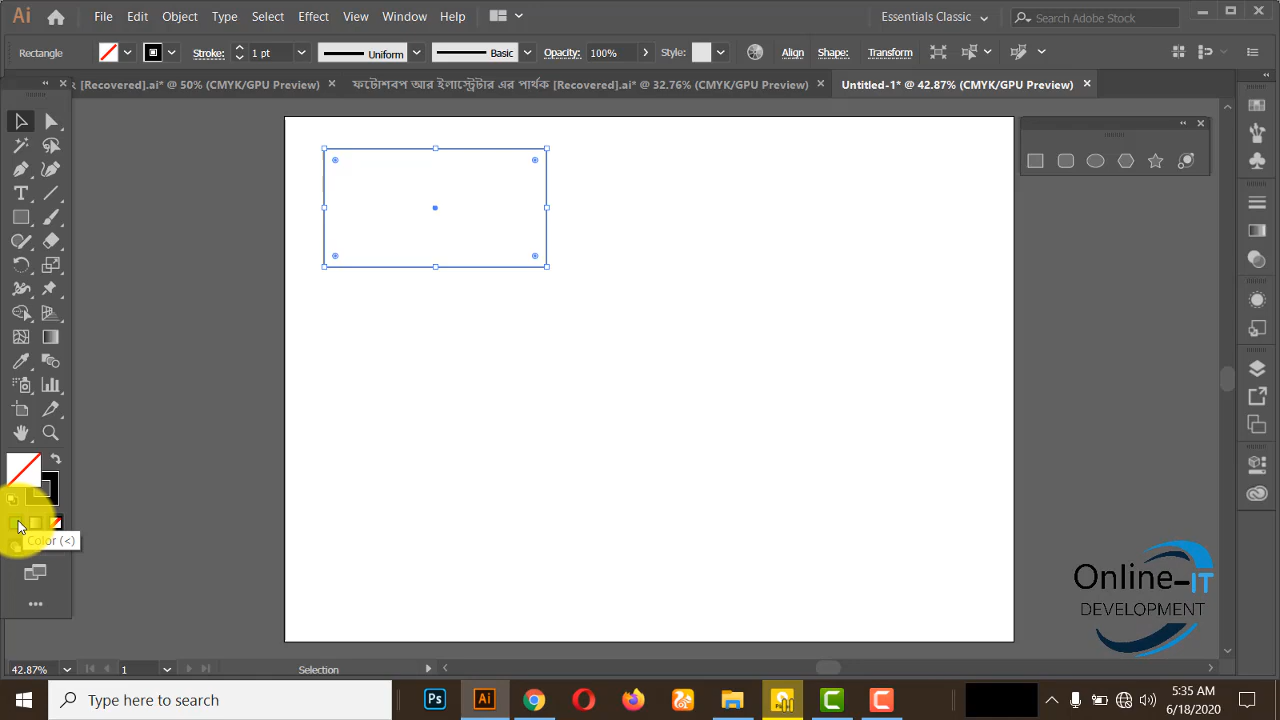 Ai File Edit Object Type Select Effect View Window Help Essentials Classic Search Adobe Stock
Rectangle Stroke: 1 pt Uniform Basic Opacity: 100% Style: Align Shape: Transform
[Recovered].ai* @ 50% (CMYK/GPU Preview) × ফটোশপ আর ইলাস্ট্রেটর এর পার্থক [Recovered].ai* @ 32.76% (CMYK/GPU Preview) × Untitled-1* @ 42.87% (CMYK/GPU Preview) ×
Color (<)
Online-IT
DEVELOPMENT
42.87% 1 Selection
Type here to search Ps Ai 5:35 AM
6/18/2020